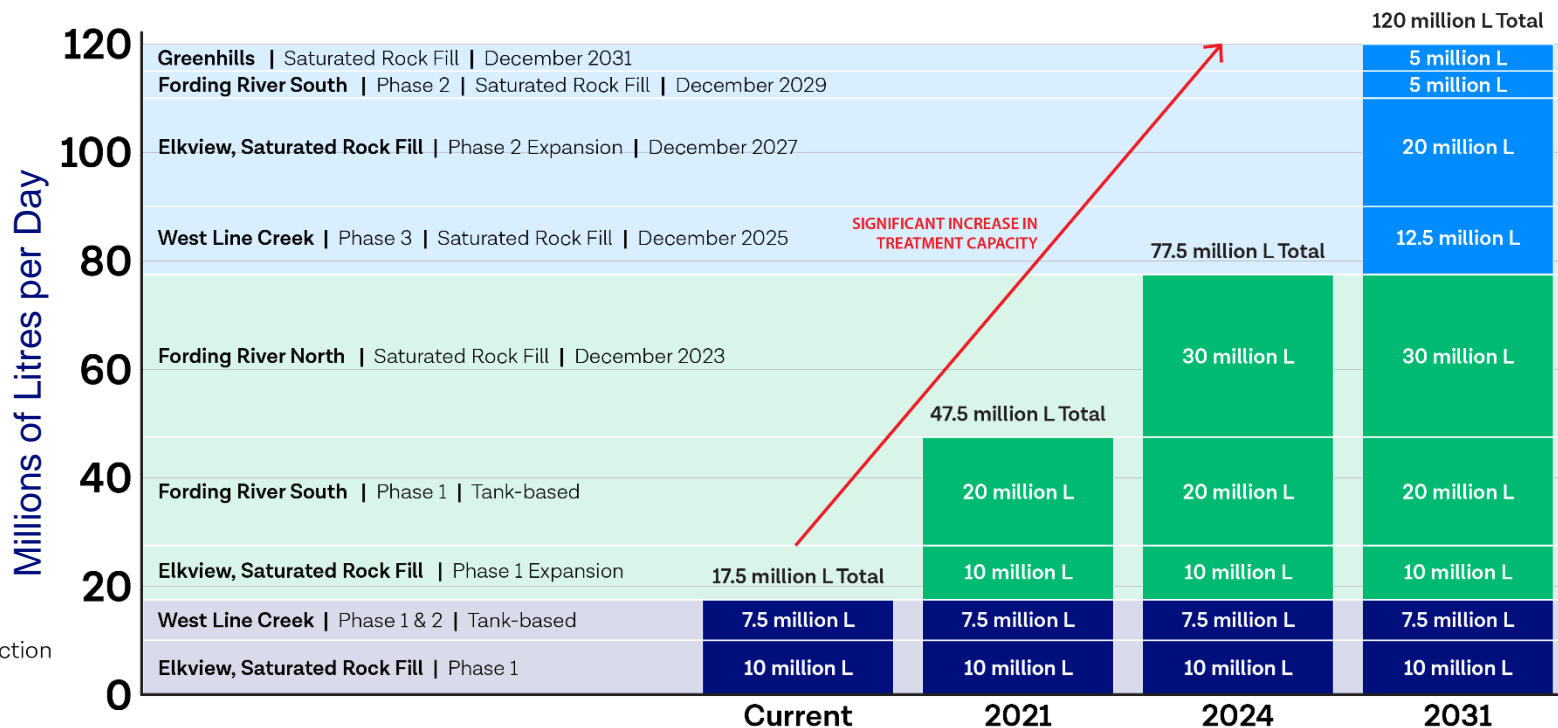 120 million L Total
120
Greenhills | Saturated Rock Fill | December 2031
5 million L
Fording River South | Phase 2 | Saturated Rock Fill | December 2029
5 million L
100
Elkview, Saturated Rock Fill | Phase 2 Expansion | December 2027
20 million L
Millions of Litres per Day
SIGNIFICANT INCREASE IN
TREATMENT CAPACITY
West Line Creek | Phase 3 | Saturated Rock Fill | December 2025
12.5 million L
77.5 million L Total
80
Fording River North | Saturated Rock Fill | December 2023
30 million L
30 million L
60
47.5 million L Total
40
Fording River South | Phase 1 | Tank-based
20 million L
20 million L
20 million L
Elkview, Saturated Rock Fill | Phase 1 Expansion
17.5 million L Total
10 million L
10 million L
10 million L
20
West Line Creek | Phase 1 & 2 | Tank-based
7.5 million L
7.5 million L
7.5 million L
7.5 million L
ction
Elkview, Saturated Rock Fill | Phase 1
10 million L
10 million L
10 million L
10 million L
0
Current
2021
2024
2031